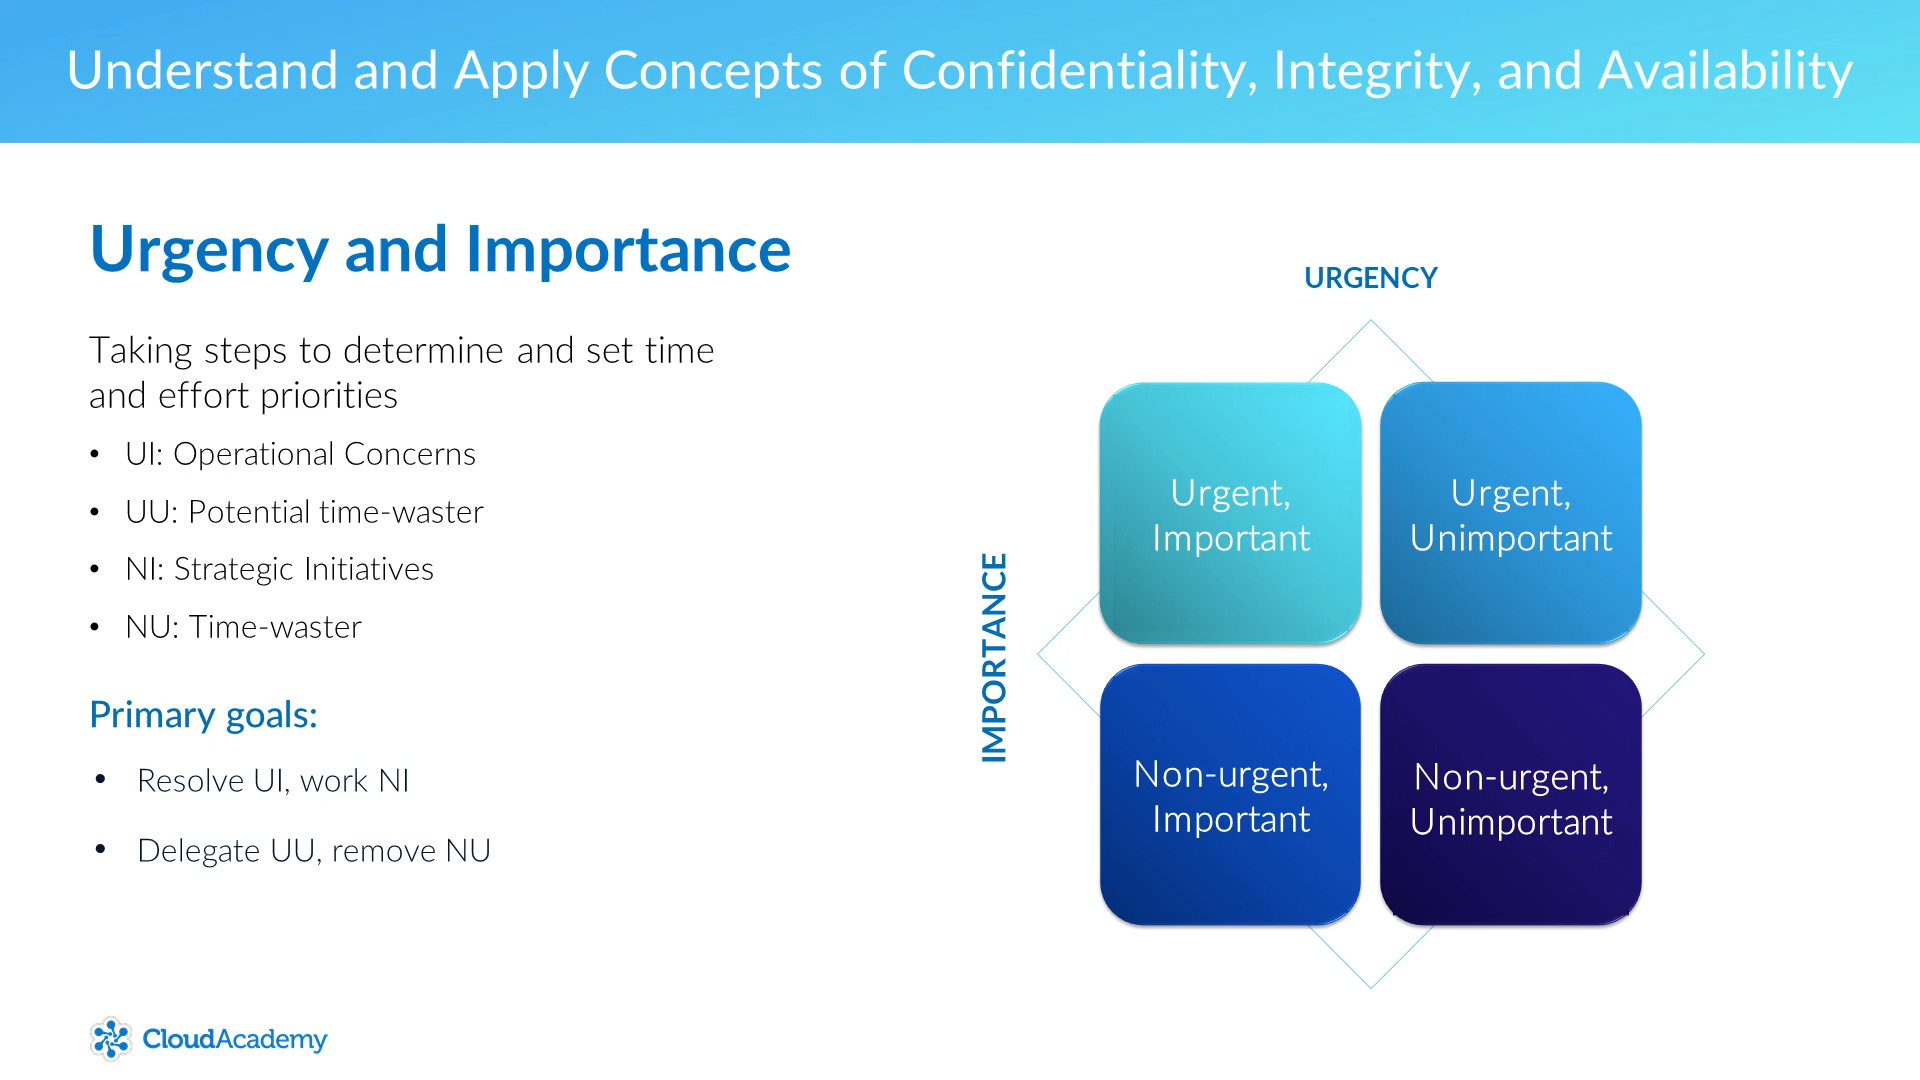 Understand and Apply Concepts of Confidentiality, Integrity, and Availability
Urgency and Importance
Taking steps to determine and set time
and effort priorities
• UI: Operational Concerns
• UU: Potential time-waster
• NI: Strategic Initiatives
• NU: Time-waster
Primary goals:
• Resolve UI, work NI
• Delegate UU, remove NU
URGENCY
IMPORTANCE
Urgent,
Important
Urgent,
Unimportant
Non-urgent,
Important
Non-urgent,
Unimportant
CloudAcademy